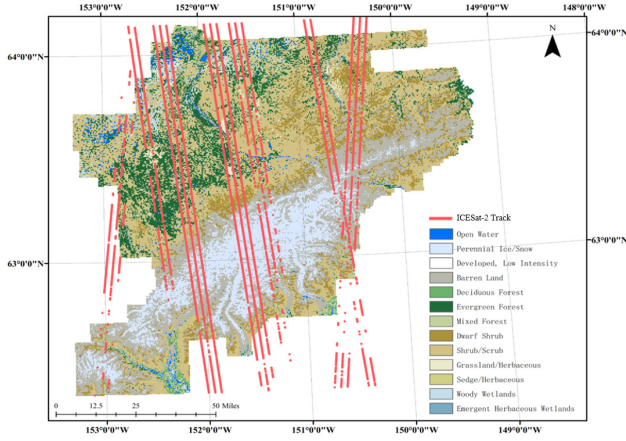 153°0'0"W 152°0'0"W 151°0'0"W 150°0'0"W 149°0'0"W 148°0'0"W
64°0'0"N
64°0'0"N
N
ICESat-2 Track
Open Water
Perennial Ice/Snow
Developed, Low Intensity
Barren Land
Deciduous Forest
Evergreen Forest
Mixed Forest
Dwarf Shrub
Shrub/Scrub
Grassland/Herbaceous
Sedge/Herbaceous
Woody Wetlands
Emergent Herbaceous Wetlands
63°0'0"N
63°0'0"N
0 12.5 25 50 Miles
153°0'0"W 152°0'0"W 151°0'0"W 150°0'0"W 149°0'0"W